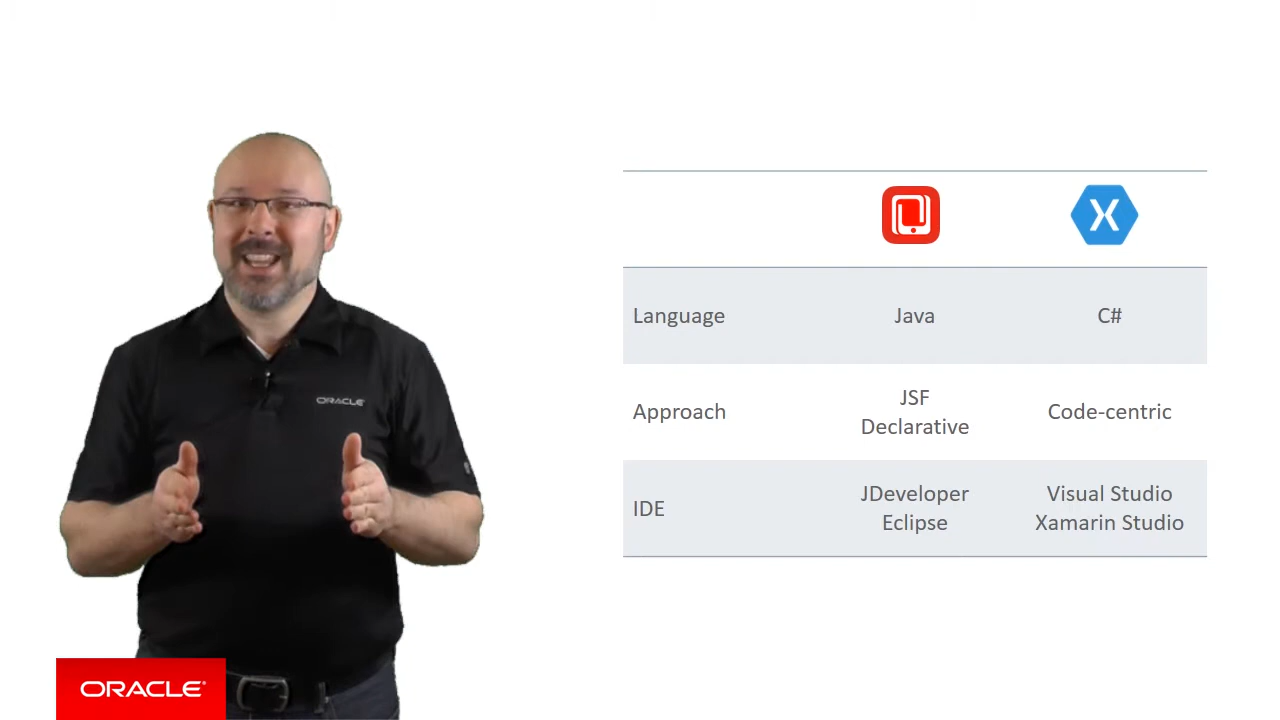 ORACLE
X
Language Java C#
Approach JSF
Declarative Code-centric
IDE JDeveloper
Eclipse Visual Studio
Xamarin Studio
ORACLE